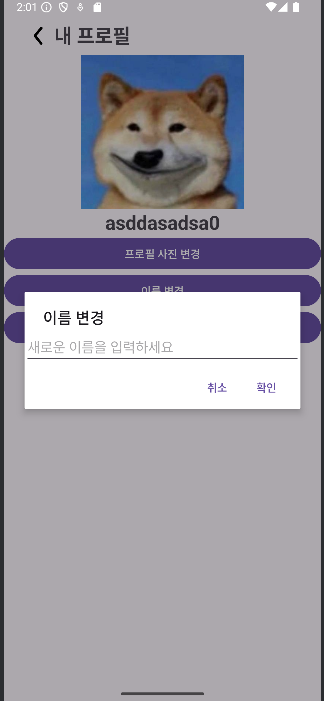 2:01
내 프로필
asddasadsa0
프로필 사진 변경
이름 변경
이름 변경
새로운 이름을 입력하세요
취소 확인